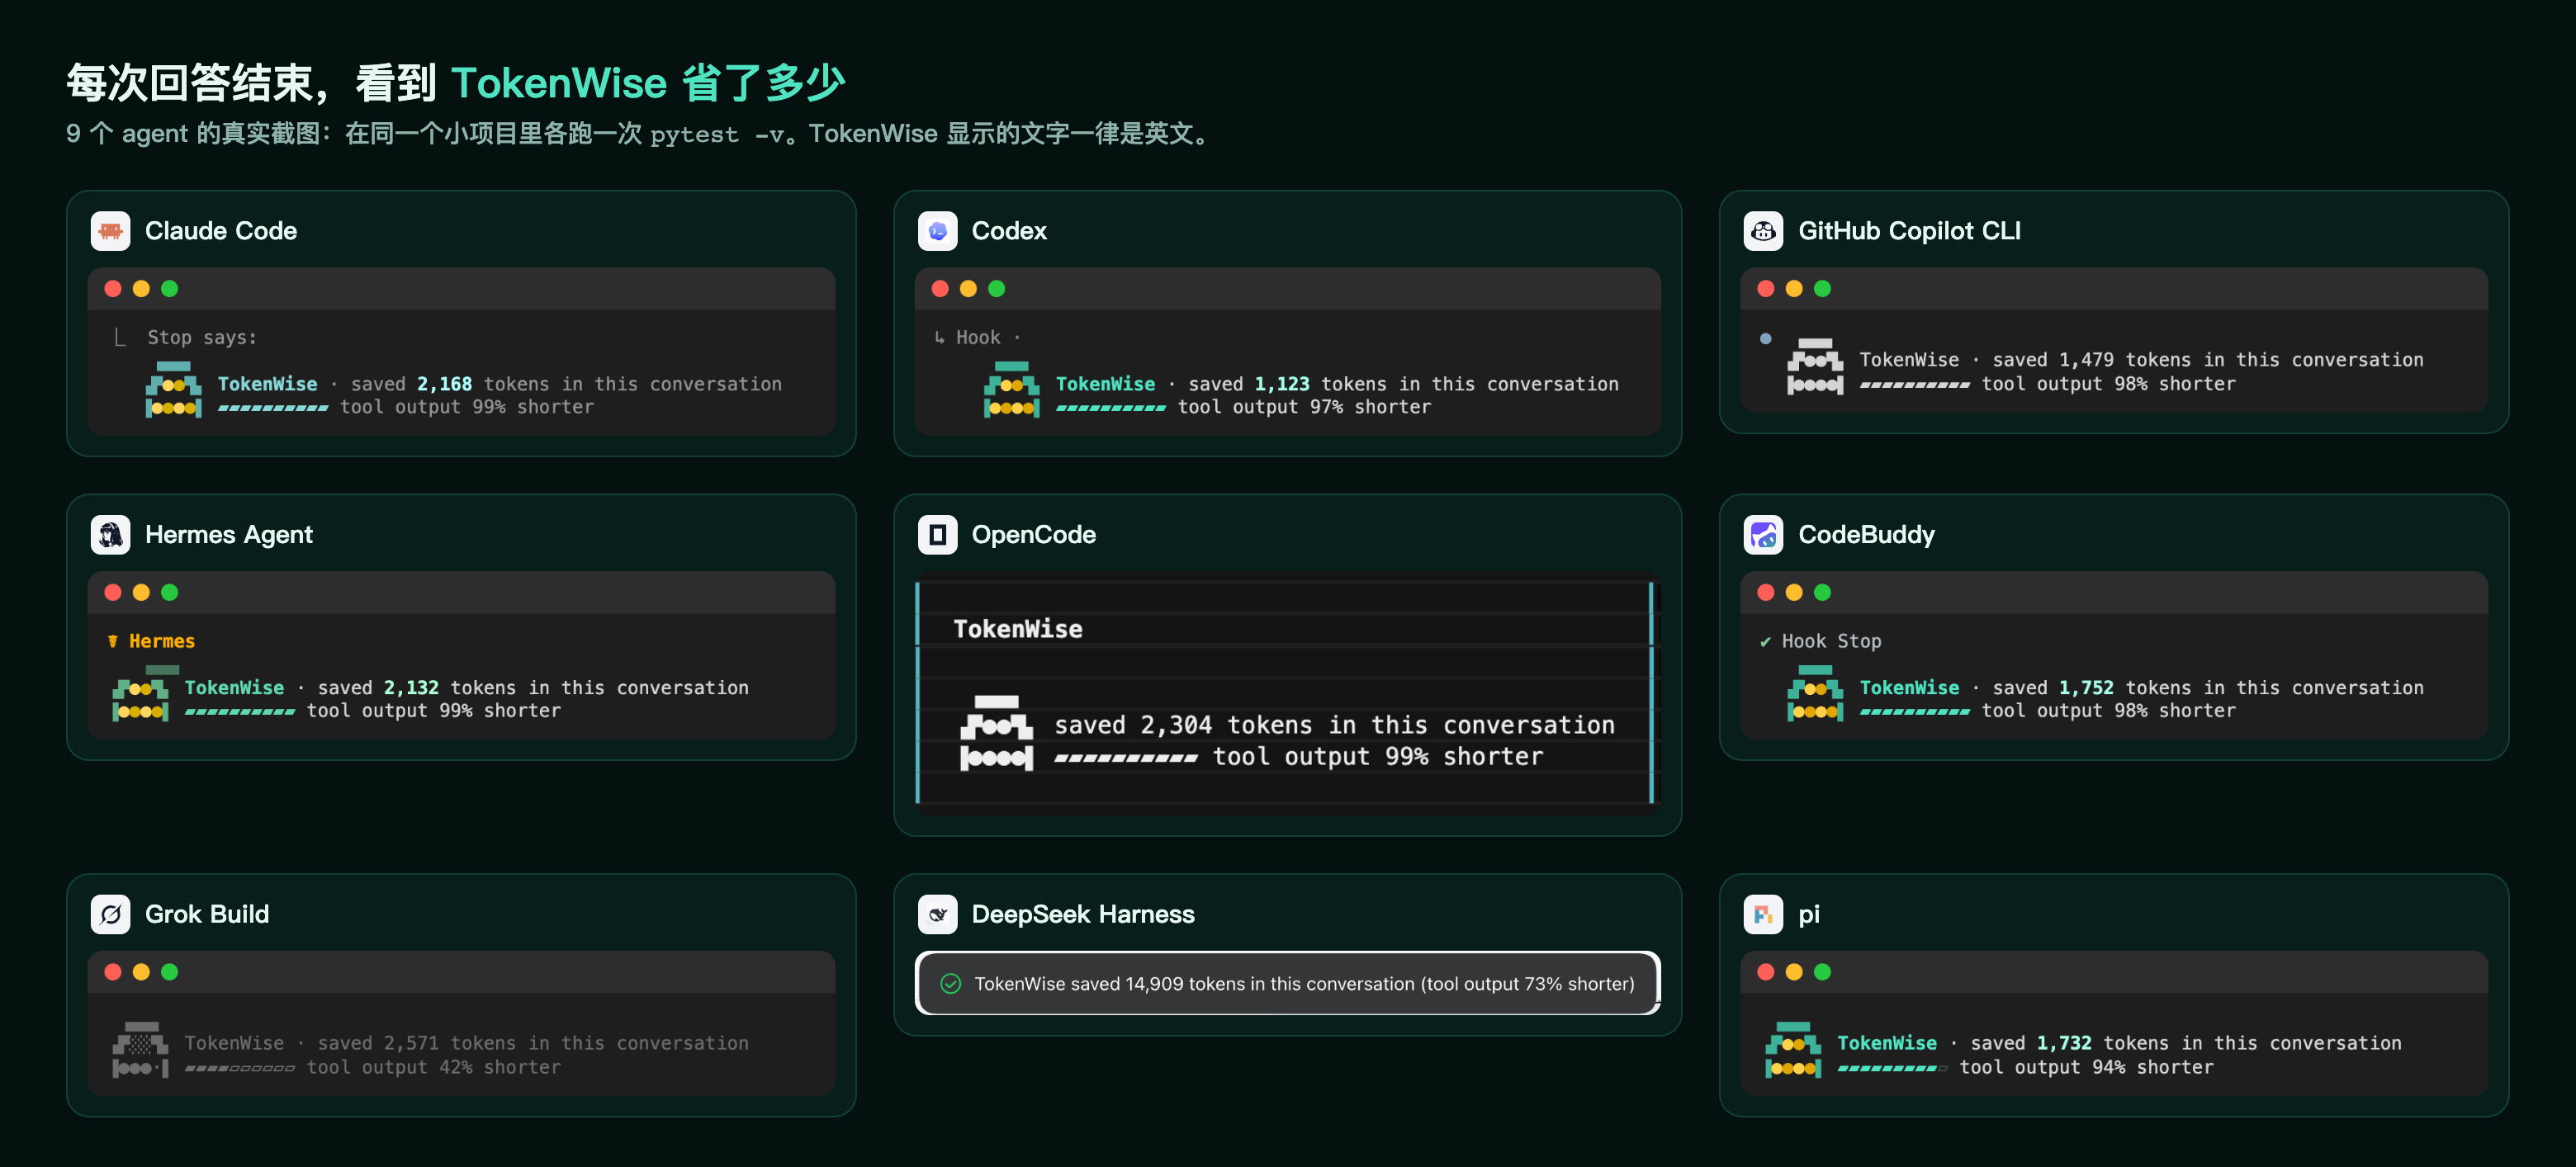 每次回答结束，看到 TokenWise 省了多少
9 个 agent 的真实截图：在同一个小项目里各跑一次 pytest -v。TokenWise 显示的文字一律是英文。
Claude Code
Stop says:
TokenWise · saved 2,168 tokens in this conversation
tool output 99% shorter
Codex
↳ Hook ·
TokenWise · saved 1,123 tokens in this conversation
tool output 97% shorter
GitHub Copilot CLI
TokenWise · saved 1,479 tokens in this conversation
tool output 98% shorter
Hermes Agent
Hermes
TokenWise · saved 2,132 tokens in this conversation
tool output 99% shorter
OpenCode
TokenWise
saved 2,304 tokens in this conversation
tool output 99% shorter
CodeBuddy
✔ Hook Stop
TokenWise · saved 1,752 tokens in this conversation
tool output 98% shorter
Grok Build
TokenWise · saved 2,571 tokens in this conversation
tool output 42% shorter
DeepSeek Harness
TokenWise saved 14,909 tokens in this conversation (tool output 73% shorter)
pi
TokenWise · saved 1,732 tokens in this conversation
tool output 94% shorter